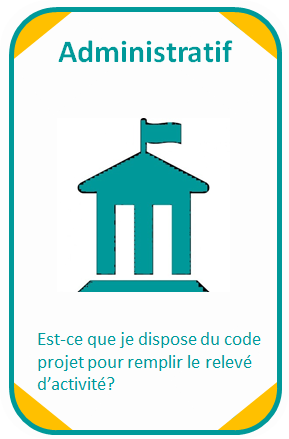 Administratif
Est-ce que je dispose du code
projet pour remplir le relevé
d’activité?